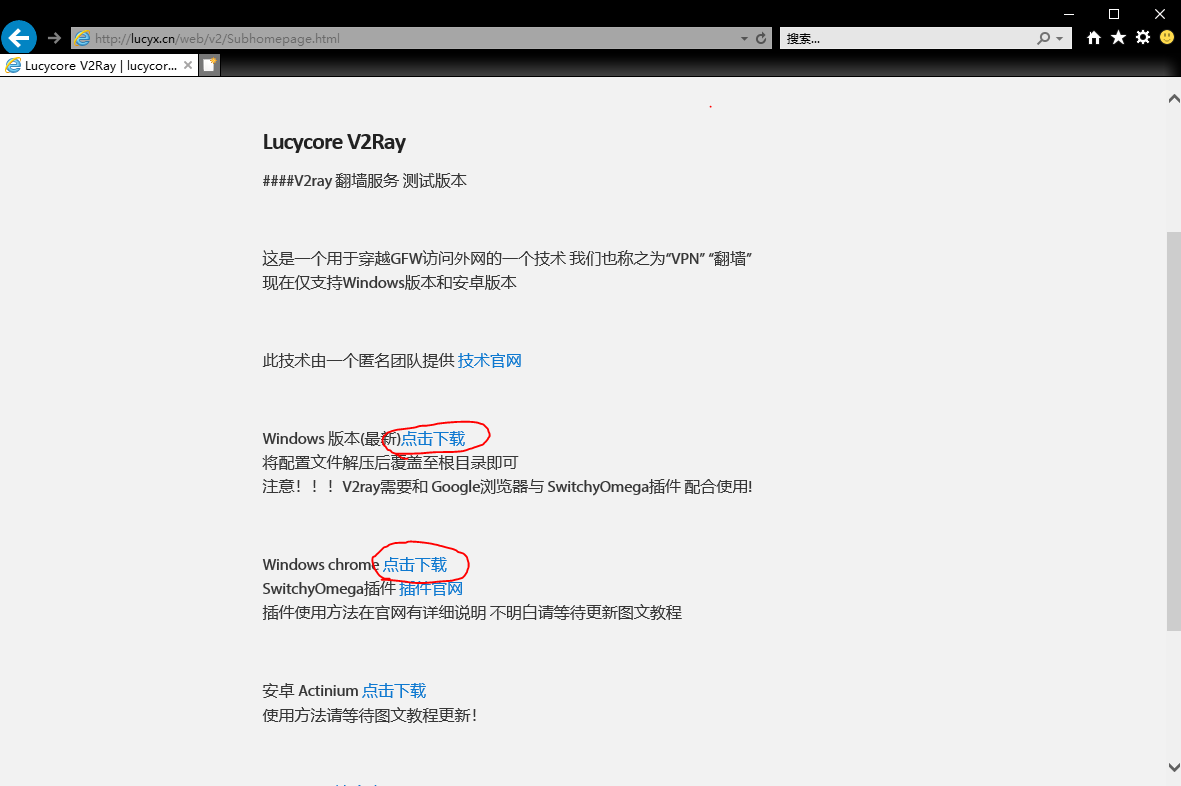 http://lucyx.cn/web/v2/Subhomepage.html
搜索...
Lucycore V2Ray | lucycor...
Lucycore V2Ray
####V2ray 翻墙服务 测试版本
这是一个用于穿越GFW访问外网的一个技术 我们也称之为“VPN” “翻墙”
现在仅支持Windows版本和安卓版本
此技术由一个匿名团队提供 技术官网
Windows 版本(最新)点击下载
将配置文件解压后覆盖至根目录即可
注意！！！V2ray需要和 Google浏览器与 SwitchyOmega插件 配合使用!
Windows chrome 点击下载
SwitchyOmega插件 插件官网
插件使用方法在官网有详细说明 不明白请等待更新图文教程
安卓 Actinium 点击下载
使用方法请等待图文教程更新！